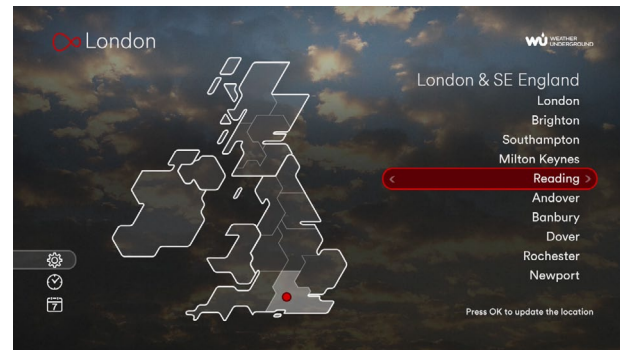 London
WU WEATHER
UNDERGROUND
London & SE England
London
Brighton
Southampton
Milton Keynes
Reading
Andover
Banbury
Dover
Rochester
Newport
7
Press OK to update the location